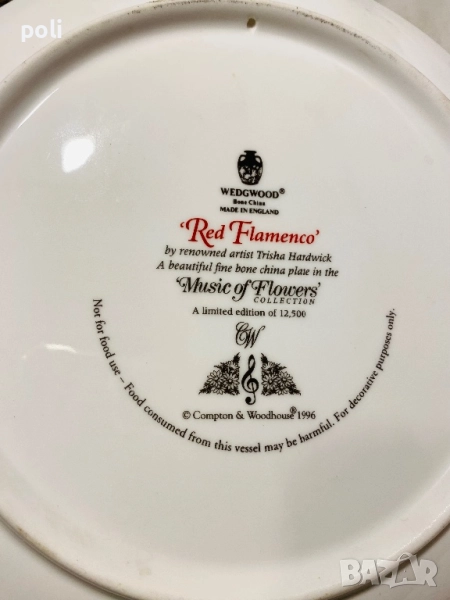 poli
WEDGWOOD®
Bone China
MADE IN ENGLAND
'Red Flamenco'
by renowned artist Trisha Hardwick
A beautiful fine bone china plate in the
'Music of Flowers'
COLLECTION
A limited edition of 12,500
CW
© Compton & Woodhouse® 1996
Not for food use – Food consumed from this vessel may be harmful. For decorative purposes only.
BAZAR